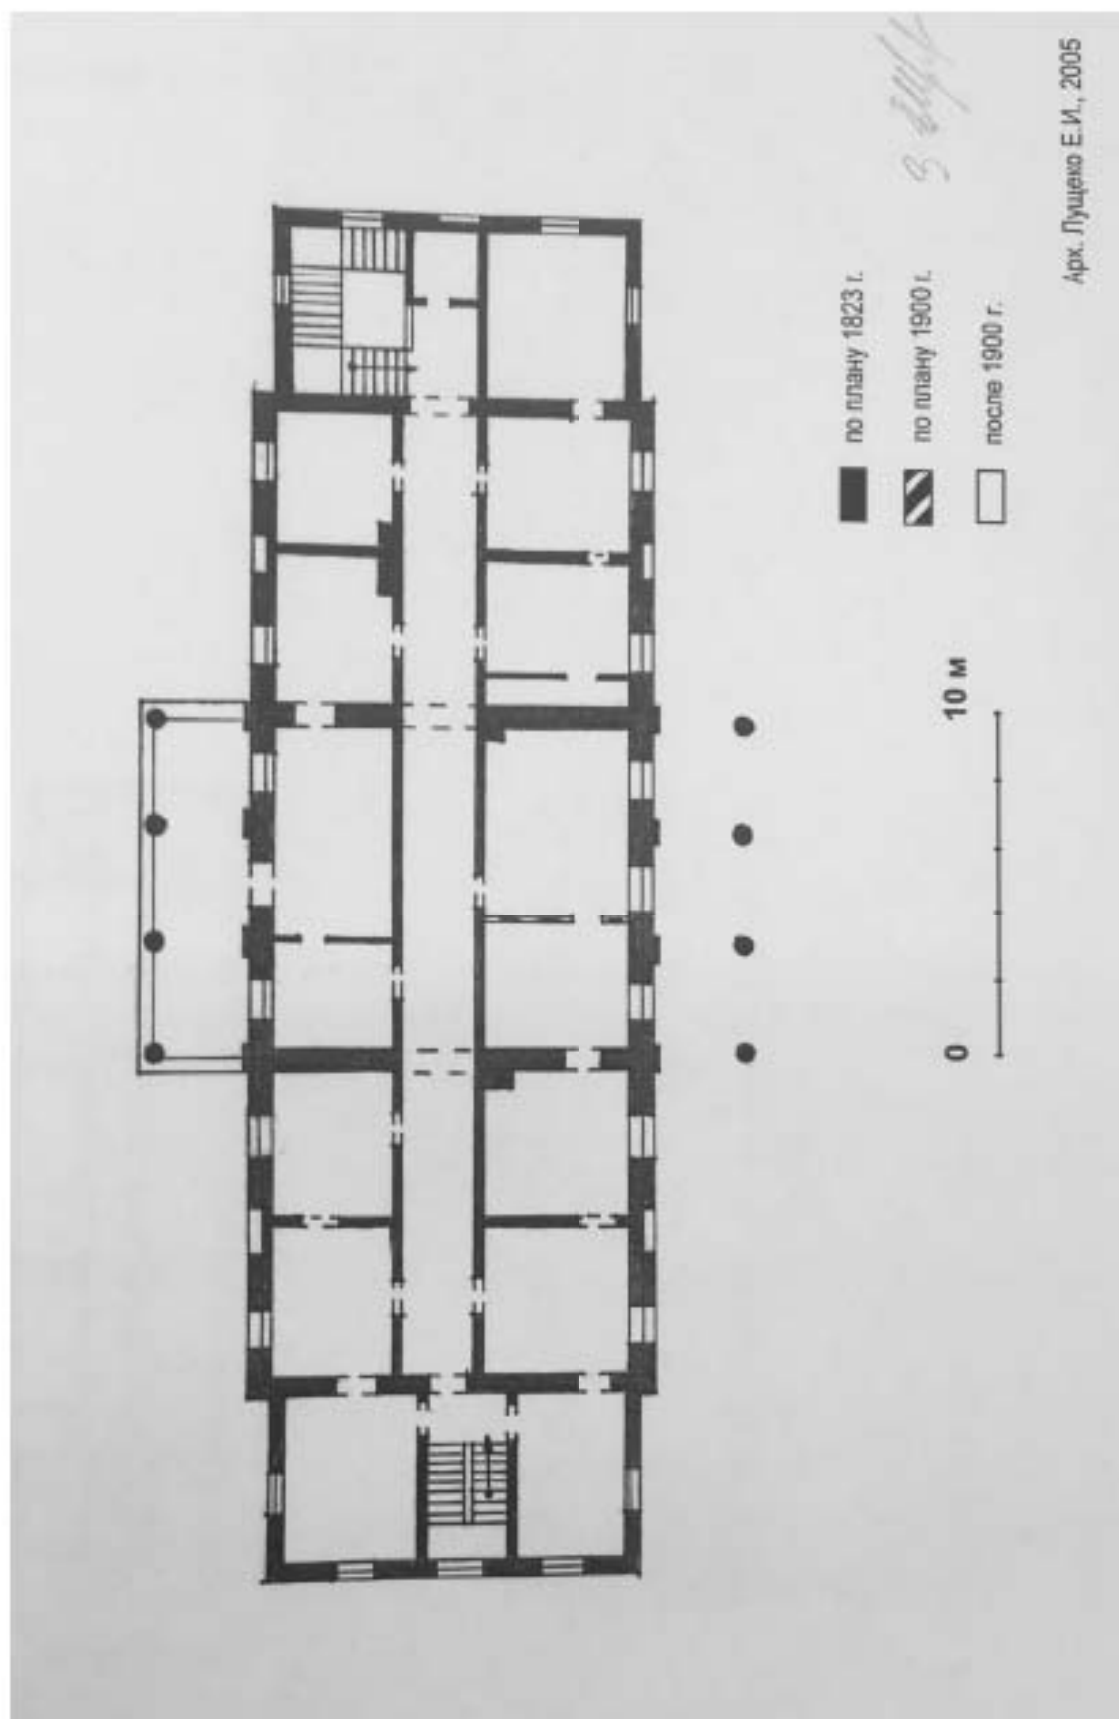 по плану 1823 г.
по плану 1900 г.
после 1900 г.
0
10 м
Арх. Лущеко Е.И., 2005